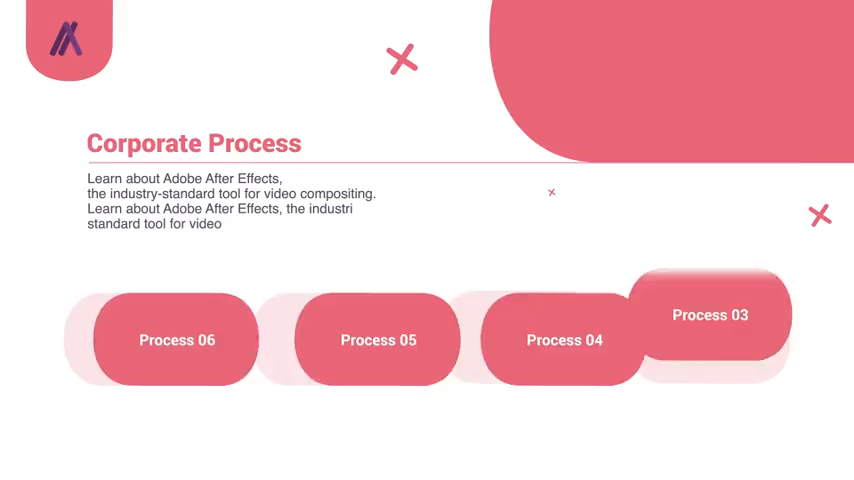 Corporate Process
Learn about Adobe After Effects,
the industry-standard tool for video compositing.
Learn about Adobe After Effects, the industri
standard tool for video
Process 06
Process 05
Process 04
Process 03